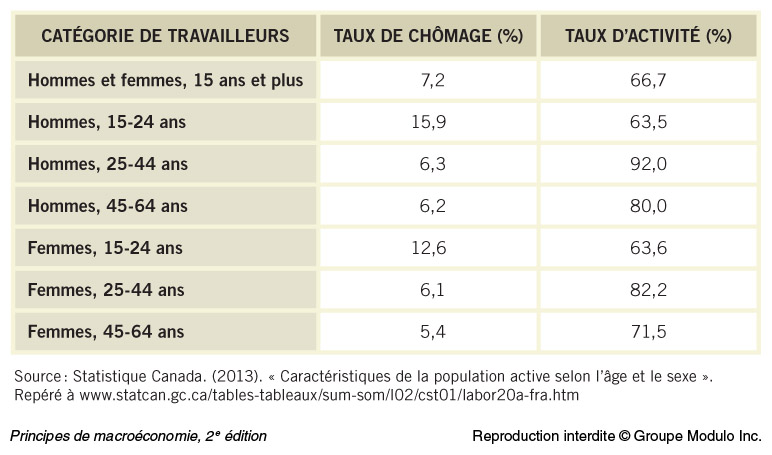 CATÉGORIE DE TRAVAILLEURS TAUX DE CHÔMAGE (%) TAUX D’ACTIVITÉ (%)
Hommes et femmes, 15 ans et plus 7,2 66,7
Hommes, 15-24 ans 15,9 63,5
Hommes, 25-44 ans 6,3 92,0
Hommes, 45-64 ans 6,2 80,0
Femmes, 15-24 ans 12,6 63,6
Femmes, 25-44 ans 6,1 82,2
Femmes, 45-64 ans 5,4 71,5
Source : Statistique Canada. (2013). « Caractéristiques de la population active selon l’âge et le sexe ».
Repéré à www.statcan.gc.ca/tables-tableaux/sum-som/l02/cst01/labor20a-fra.htm
Principes de macroéconomie, 2e édition Reproduction interdite © Groupe Modulo Inc.